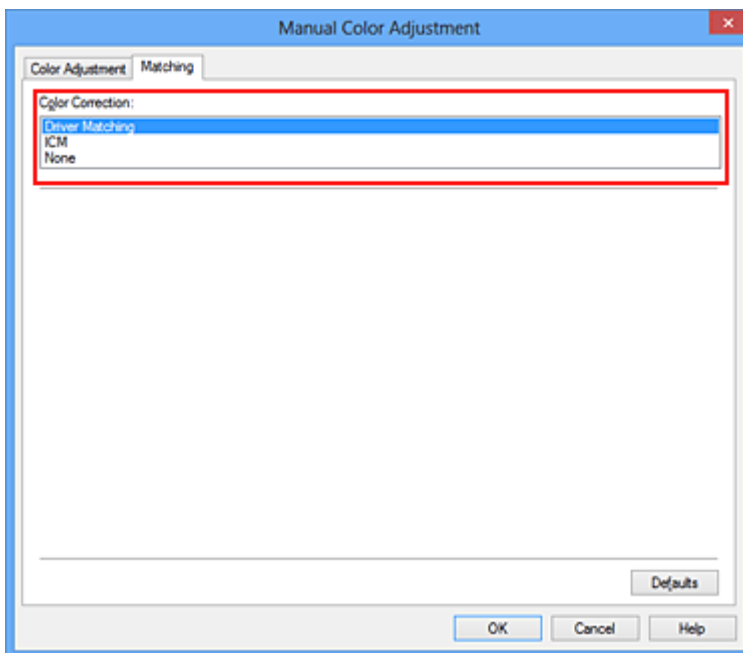 Manual Color Adjustment
Color Adjustment Matching
Color Correction:
Driver Matching
ICM
None
Defaults
OK Cancel Help